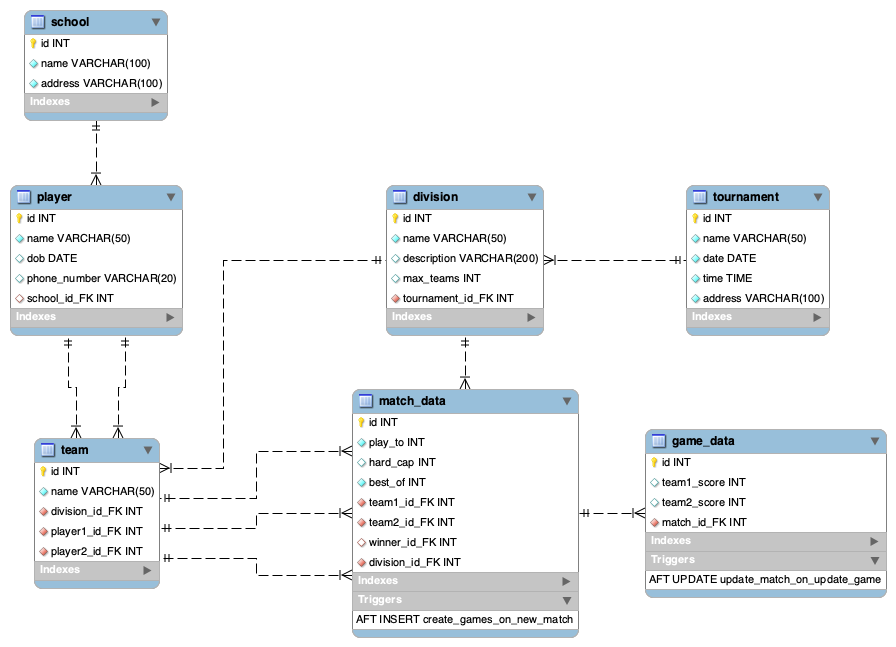 school
id INT
name VARCHAR(100)
address VARCHAR(100)
Indexes
player
id INT
name VARCHAR(50)
dob DATE
phone_number VARCHAR(20)
school_id_FK INT
Indexes
division
id INT
name VARCHAR(50)
description VARCHAR(200)
max_teams INT
tournament_id_FK INT
Indexes
tournament
id INT
name VARCHAR(50)
date DATE
time TIME
address VARCHAR(100)
Indexes
team
id INT
name VARCHAR(50)
division_id_FK INT
player1_id_FK INT
player2_id_FK INT
Indexes
match_data
id INT
play_to INT
hard_cap INT
best_of INT
team1_id_FK INT
team2_id_FK INT
winner_id_FK INT
division_id_FK INT
Indexes
Triggers
AFT INSERT create_games_on_new_match
game_data
id INT
team1_score INT
team2_score INT
match_id_FK INT
Indexes
Triggers
AFT UPDATE update_match_on_update_game